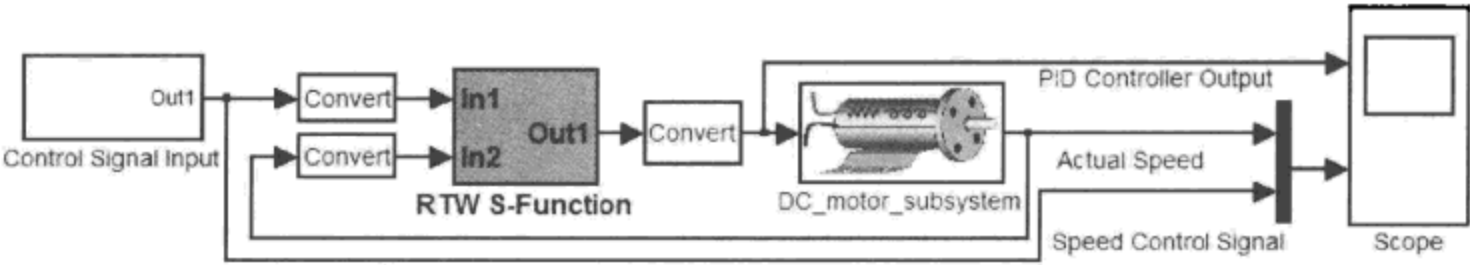 Out1
Control Signal Input
Convert
Convert
In1
In2
Out1
RTW S-Function
Convert
DC_motor_subsystem
PID Controller Output
Actual Speed
Speed Control Signal
Scope